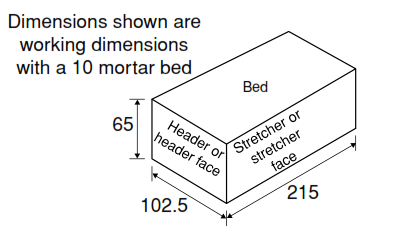 Dimensions shown are
working dimensions
with a 10 mortar bed
Bed
65
Header or
header face
Stretcher or
stretcher
face
102.5
215